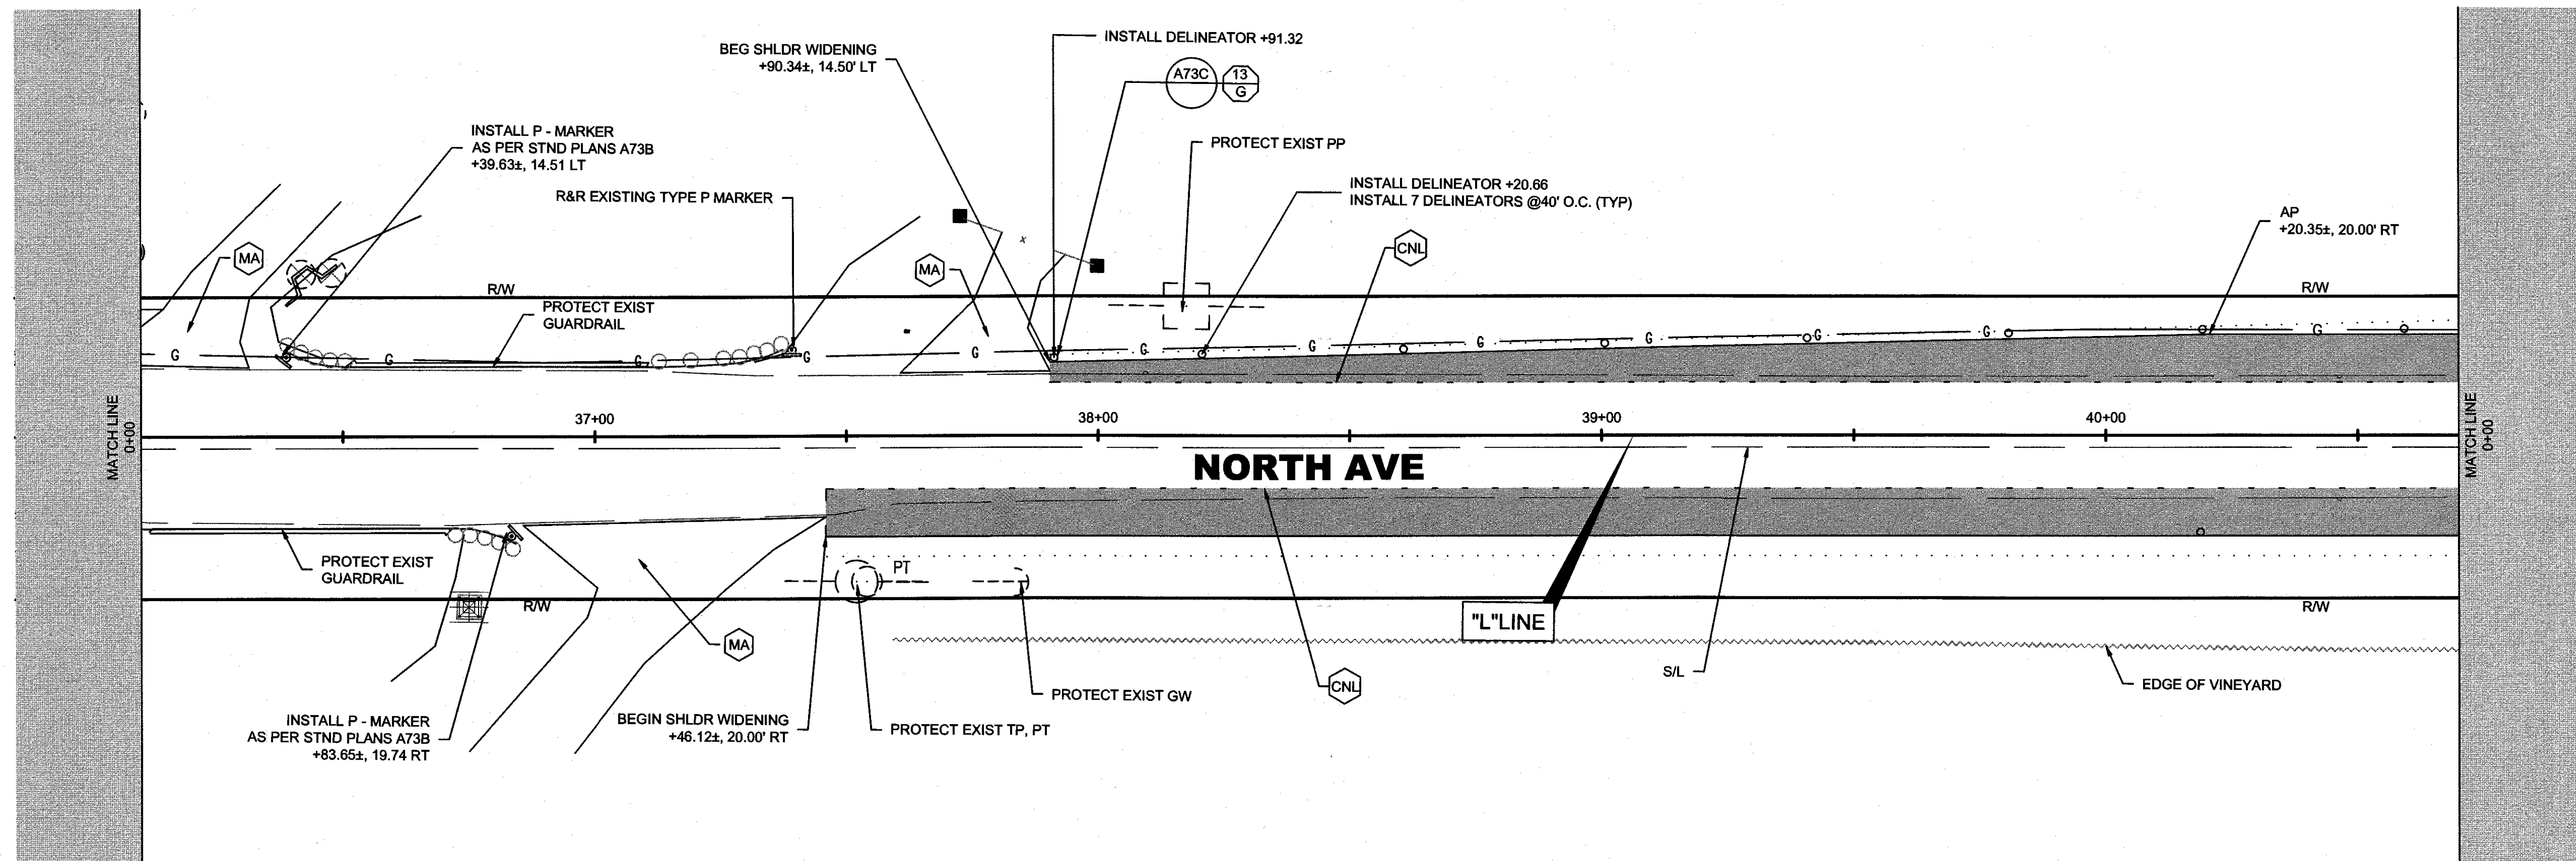 INSTALL DELINEATOR +91.32
BEG SHLDR WIDENING
+90.34±, 14.50' LT
A73C
13
G
INSTALL P - MARKER
AS PER STND PLANS A73B
+39.63±, 14.51 LT
PROTECT EXIST PP
R&R EXISTING TYPE P MARKER
INSTALL DELINEATOR +20.66
INSTALL 7 DELINEATORS @40' O.C. (TYP)
AP
+20.35±, 20.00' RT
MA
MA
CNL
x
R/W
R/W
PROTECT EXIST
GUARDRAIL
G
G
G
G
G
G
G
G
G
G
G
G
MATCH LINE
0+00
37+00
38+00
39+00
40+00
MATCH LINE
0+00
NORTH AVE
PROTECT EXIST
GUARDRAIL
PT
R/W
R/W
"L"LINE
MA
CNL
S/L
EDGE OF VINEYARD
PROTECT EXIST GW
PROTECT EXIST TP, PT
INSTALL P - MARKER
AS PER STND PLANS A73B
+83.65±, 19.74 RT
BEGIN SHLDR WIDENING
+46.12±, 20.00' RT